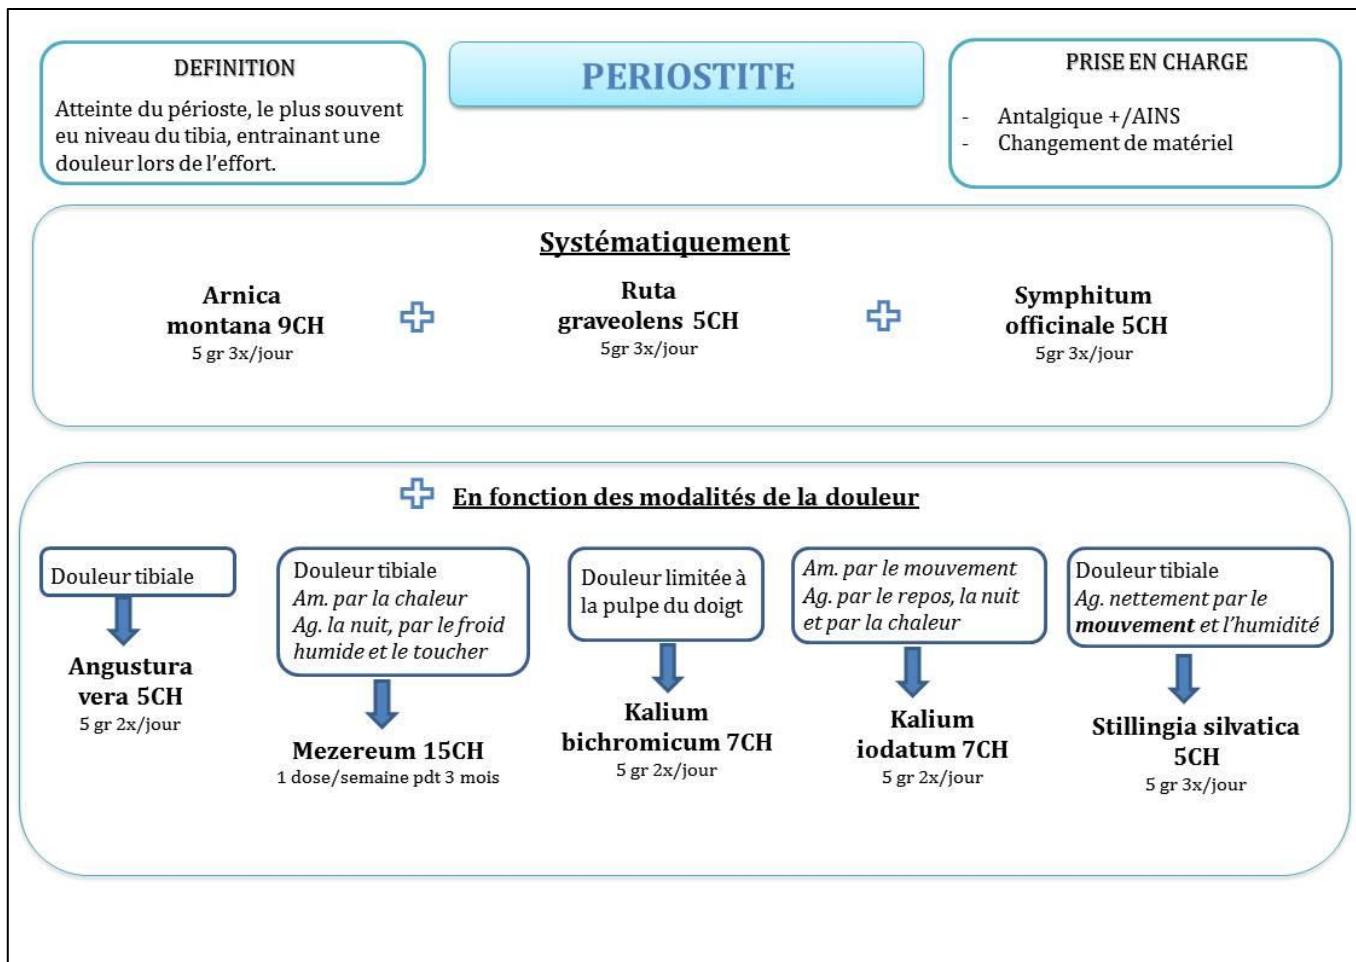 DEFINITION
Atteinte du périoste, le plus souvent
eu niveau du tibia, entrainant une
douleur lors de l'effort.
PERIOSTITE
PRISE EN CHARGE
- Antalgique +/AINS
- Changement de matériel
Systématiquement
Arnica
montana 9CH
5 gr 3x/jour
Ruta
graveolens 5CH
5gr 3x/jour
Symphitum
officinale 5CH
5gr 3x/jour
En fonction des modalités de la douleur
Douleur tibiale
Angustura
vera 5CH
5 gr 2x/jour
Douleur tibiale
Am. par la chaleur
Ag. la nuit, par le froid
humide et le toucher
Mezereum 15CH
1 dose/semaine pdt 3 mois
Douleur limitée à
la pulpe du doigt
Kalium
bichromicum 7CH
5 gr 2x/jour
Am. par le mouvement
Ag. par le repos, la nuit
et par la chaleur
Kalium
iodatum 7CH
5 gr 2x/jour
Douleur tibiale
Ag. nettement par le
mouvement et l'humidité
Stillingia silvatica
5CH
5 gr 3x/jour